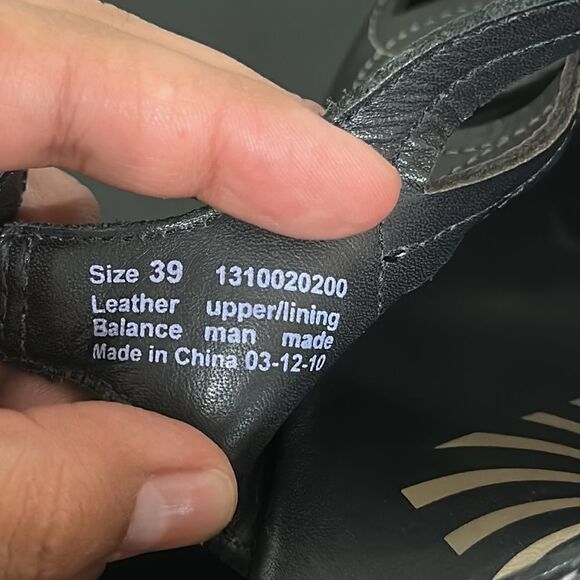 Size 39 1310020200
Leather upper/lining
Balance man made
Made in China 03-12-10